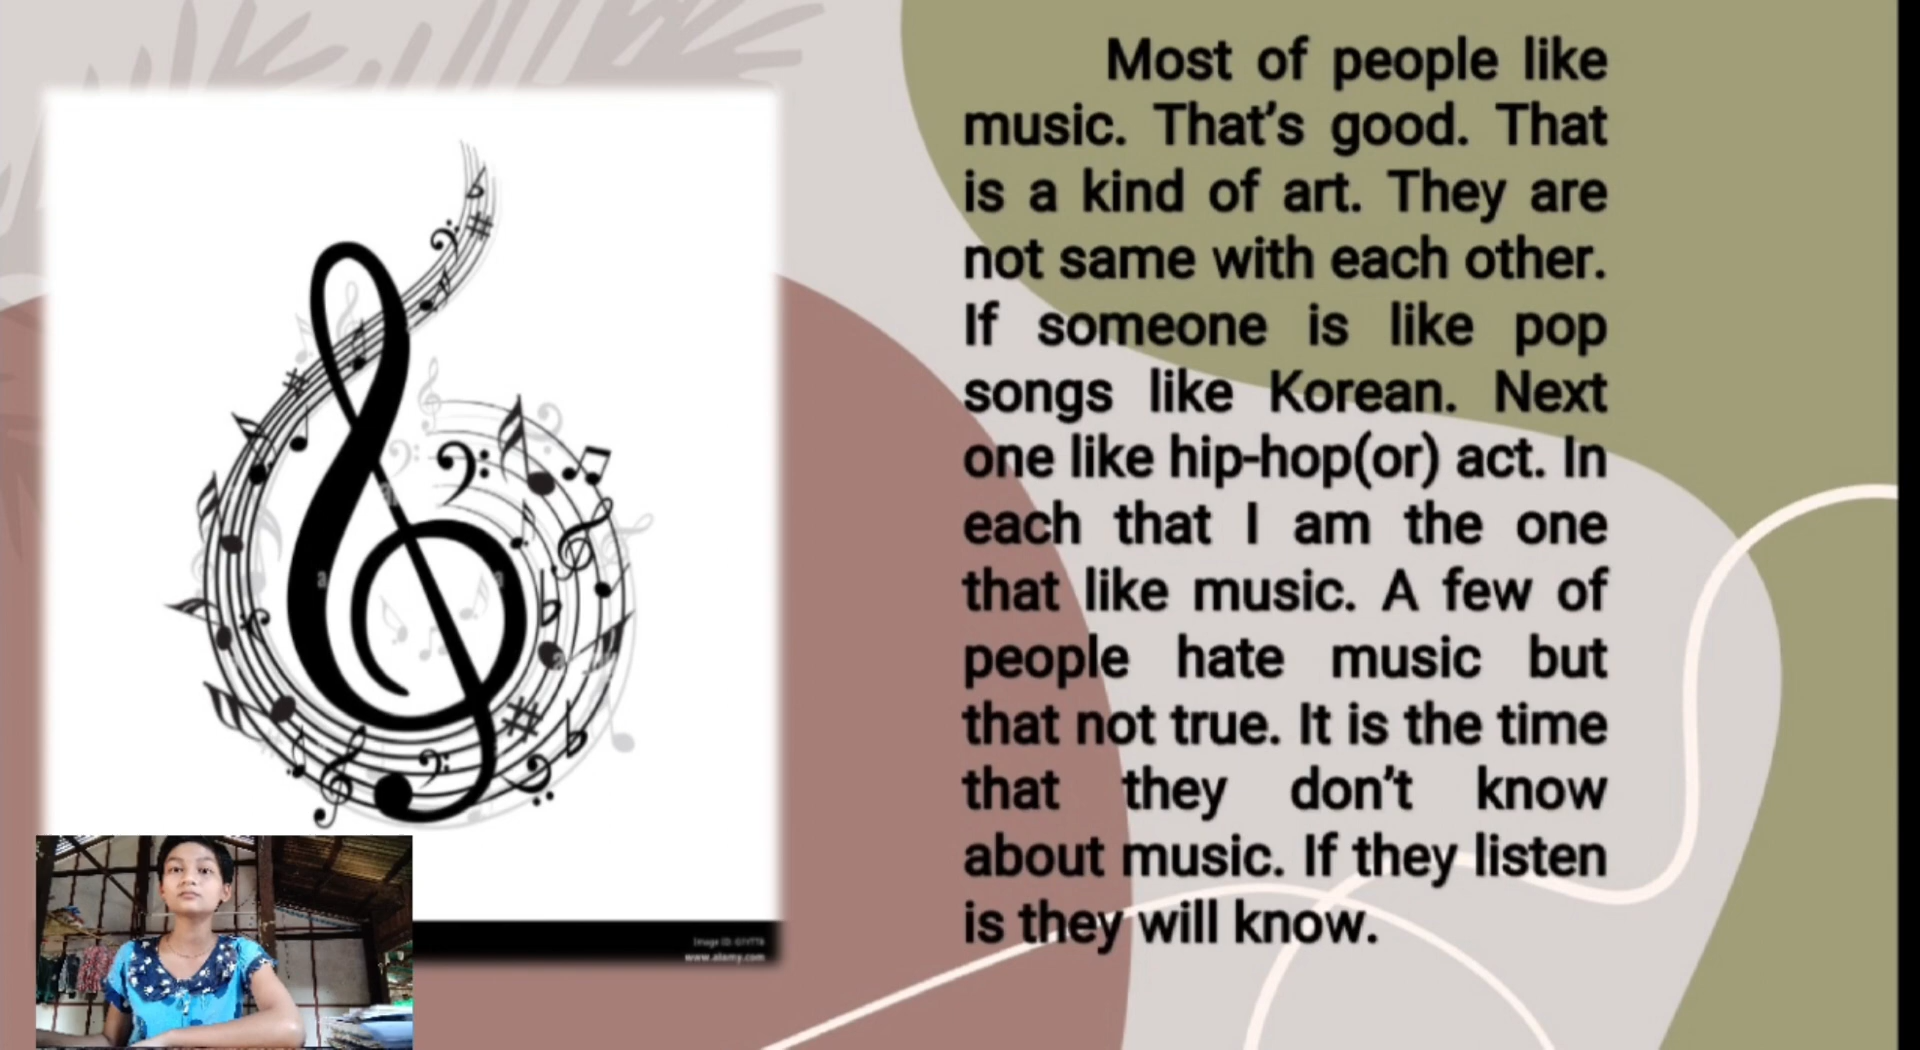 Most of people like
music. That’s good. That
is a kind of art. They are
not same with each other.
If someone is like pop
songs like Korean. Next
one like hip-hop(or) act. In
each that I am the one
that like music. A few of
people hate music but
that not true. It is the time
that they don’t know
about music. If they listen
is they will know.
www.alamy.com